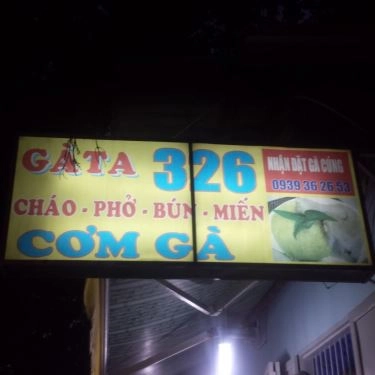 GÀ TA 326
NHẬN ĐẶT GÀ CÚNG
0939 36 26 53
CHÁO - PHỞ - BÚN - MIẾN
CƠM GÀ